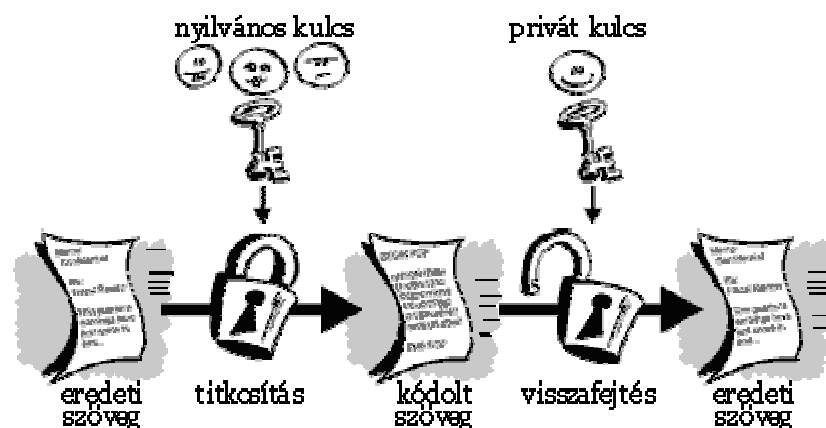 nyilvános kulcs
privát kulcs
eredeti
szöveg
titkosítás
kódolt
szöveg
visszafejtés
eredeti
szöveg